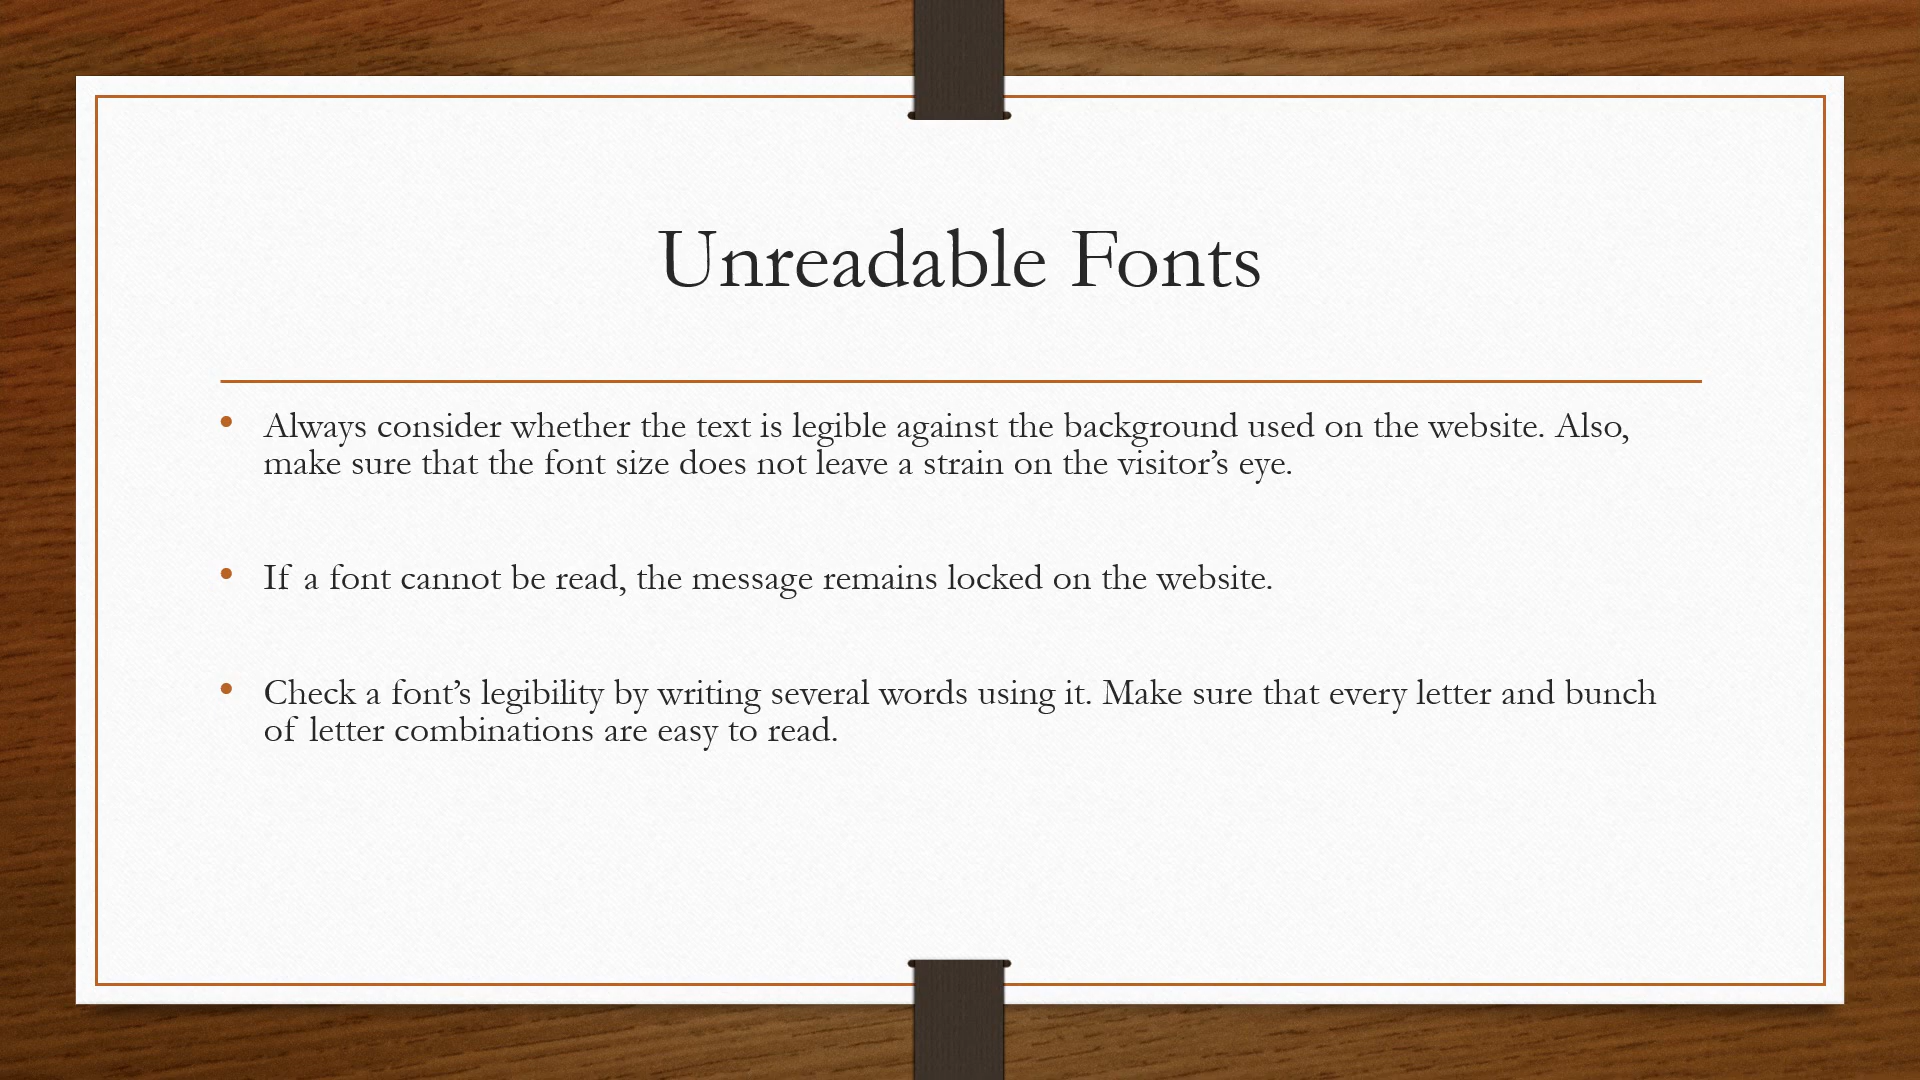 Unreadable Fonts
• Always consider whether the text is legible against the background used on the website. Also,
make sure that the font size does not leave a strain on the visitor’s eye.
• If a font cannot be read, the message remains locked on the website.
• Check a font’s legibility by writing several words using it. Make sure that every letter and bunch
of letter combinations are easy to read.